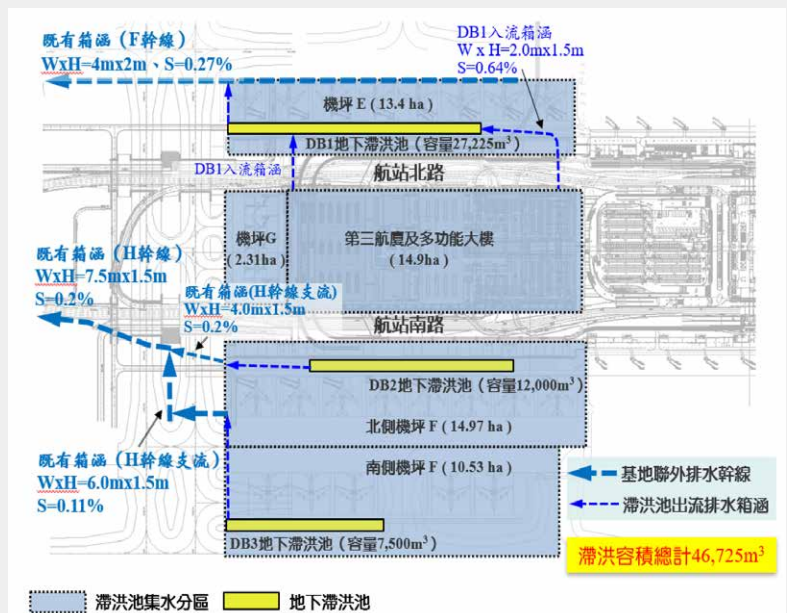 既有箱涵（F幹線）
WxH=4mx2m、S=0.27%
DB1入流箱涵
W x H=2.0mx1.5m
S=0.64%
機坪 E ( 13.4 ha )
DB1地下滯洪池（容量27,225m³）
DB1入流箱涵
航站北路
機坪G
( 2.31ha )
第三航廈及多功能大樓
(14.9ha)
既有箱涵（H幹線）
WxH=7.5mx1.5m
S=0.2%
既有箱涵(H幹線支流)
WxH=4.0mx1.5m
S=0.2%
航站南路
DB2地下滯洪池（容量12,000m³）
北側機坪 F ( 14.97 ha )
既有箱涵（H幹線支流）
WxH=6.0mx1.5m
S=0.11%
南側機坪 F ( 10.53 ha )
DB3地下滯洪池（容量7,500m³）
基地聯外排水幹線
滯洪池出流排水箱涵
滯洪容積總計46,725m³
滯洪池集水分區
地下滯洪池